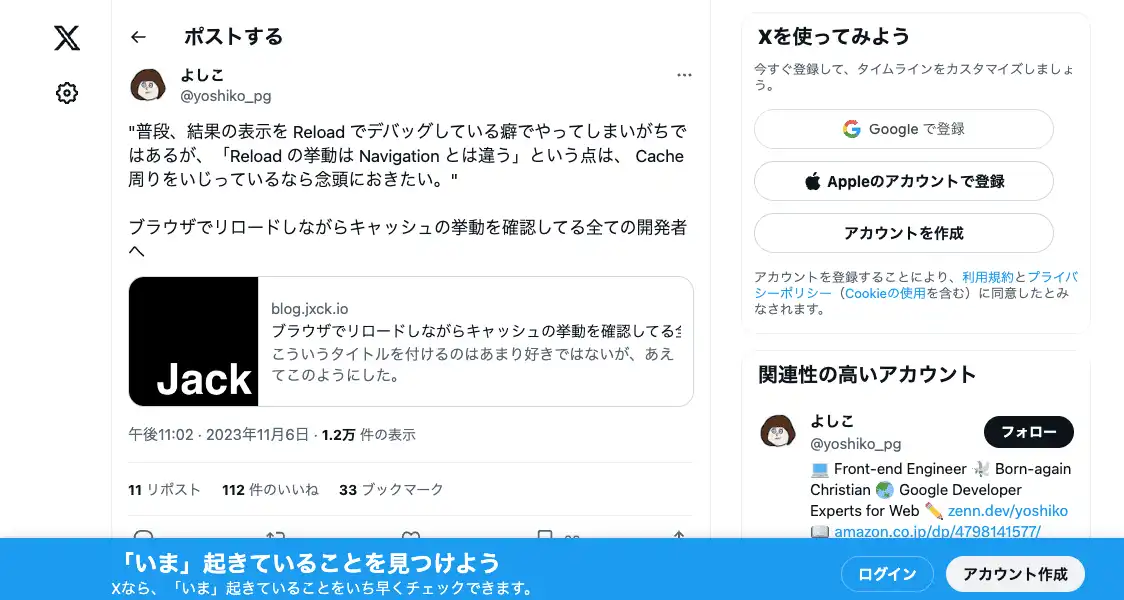 ポストする
よしこ
@yoshiko_pg
"普段、結果の表示を Reload でデバッグしている癖でやってしまいがちで
はあるが、「Reload の挙動は Navigation とは違う」という点は、 Cache
周りをいじっているなら念頭におきたい。"
ブラウザでリロードしながらキャッシュの挙動を確認してる全ての開発者
へ
Jack
blog.jxck.io
ブラウザでリロードしながらキャッシュの挙動を確認してる全
こういうタイトルを付けるのはあまり好きではないが、あえ
てこのようにした。
午後11:02 · 2023年11月6日 · 1.2万 件の表示
11 リポスト 112 件のいいね 33 ブックマーク
Xを使ってみよう
今すぐ登録して、タイムラインをカスタマイズしましょ
う。
Google で登録
Appleのアカウントで登録
アカウントを作成
アカウントを登録することにより、利用規約とプライバ
シーポリシー（Cookieの使用を含む）に同意したとみ
なされます。
関連性の高いアカウント
よしこ
@yoshiko_pg
フォロー
Front-end Engineer Born-again
Christian Google Developer
Experts for Web zenn.dev/yoshiko
amazon.co.jp/dp/4798141577/
「いま」起きていることを見つけよう
Xなら、「いま」起きていることをいち早くチェックできます。
ログイン
アカウント作成